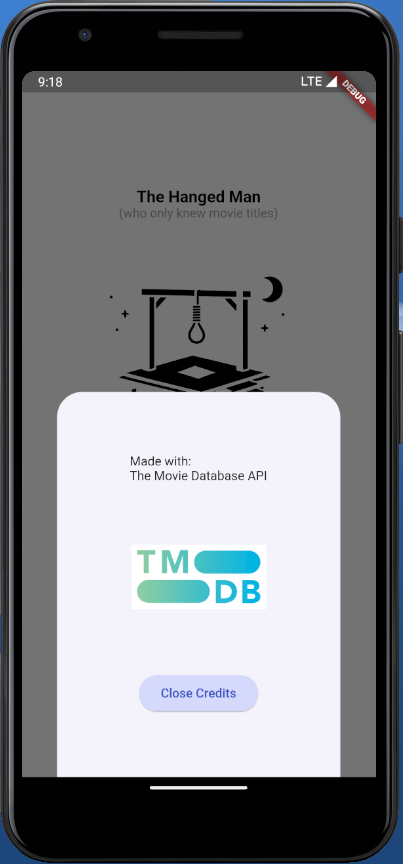 9:18
LTE
DEBUG
The Hanged Man
(who only knew movie titles)
Made with:
The Movie Database API
TM
DB
Close Credits